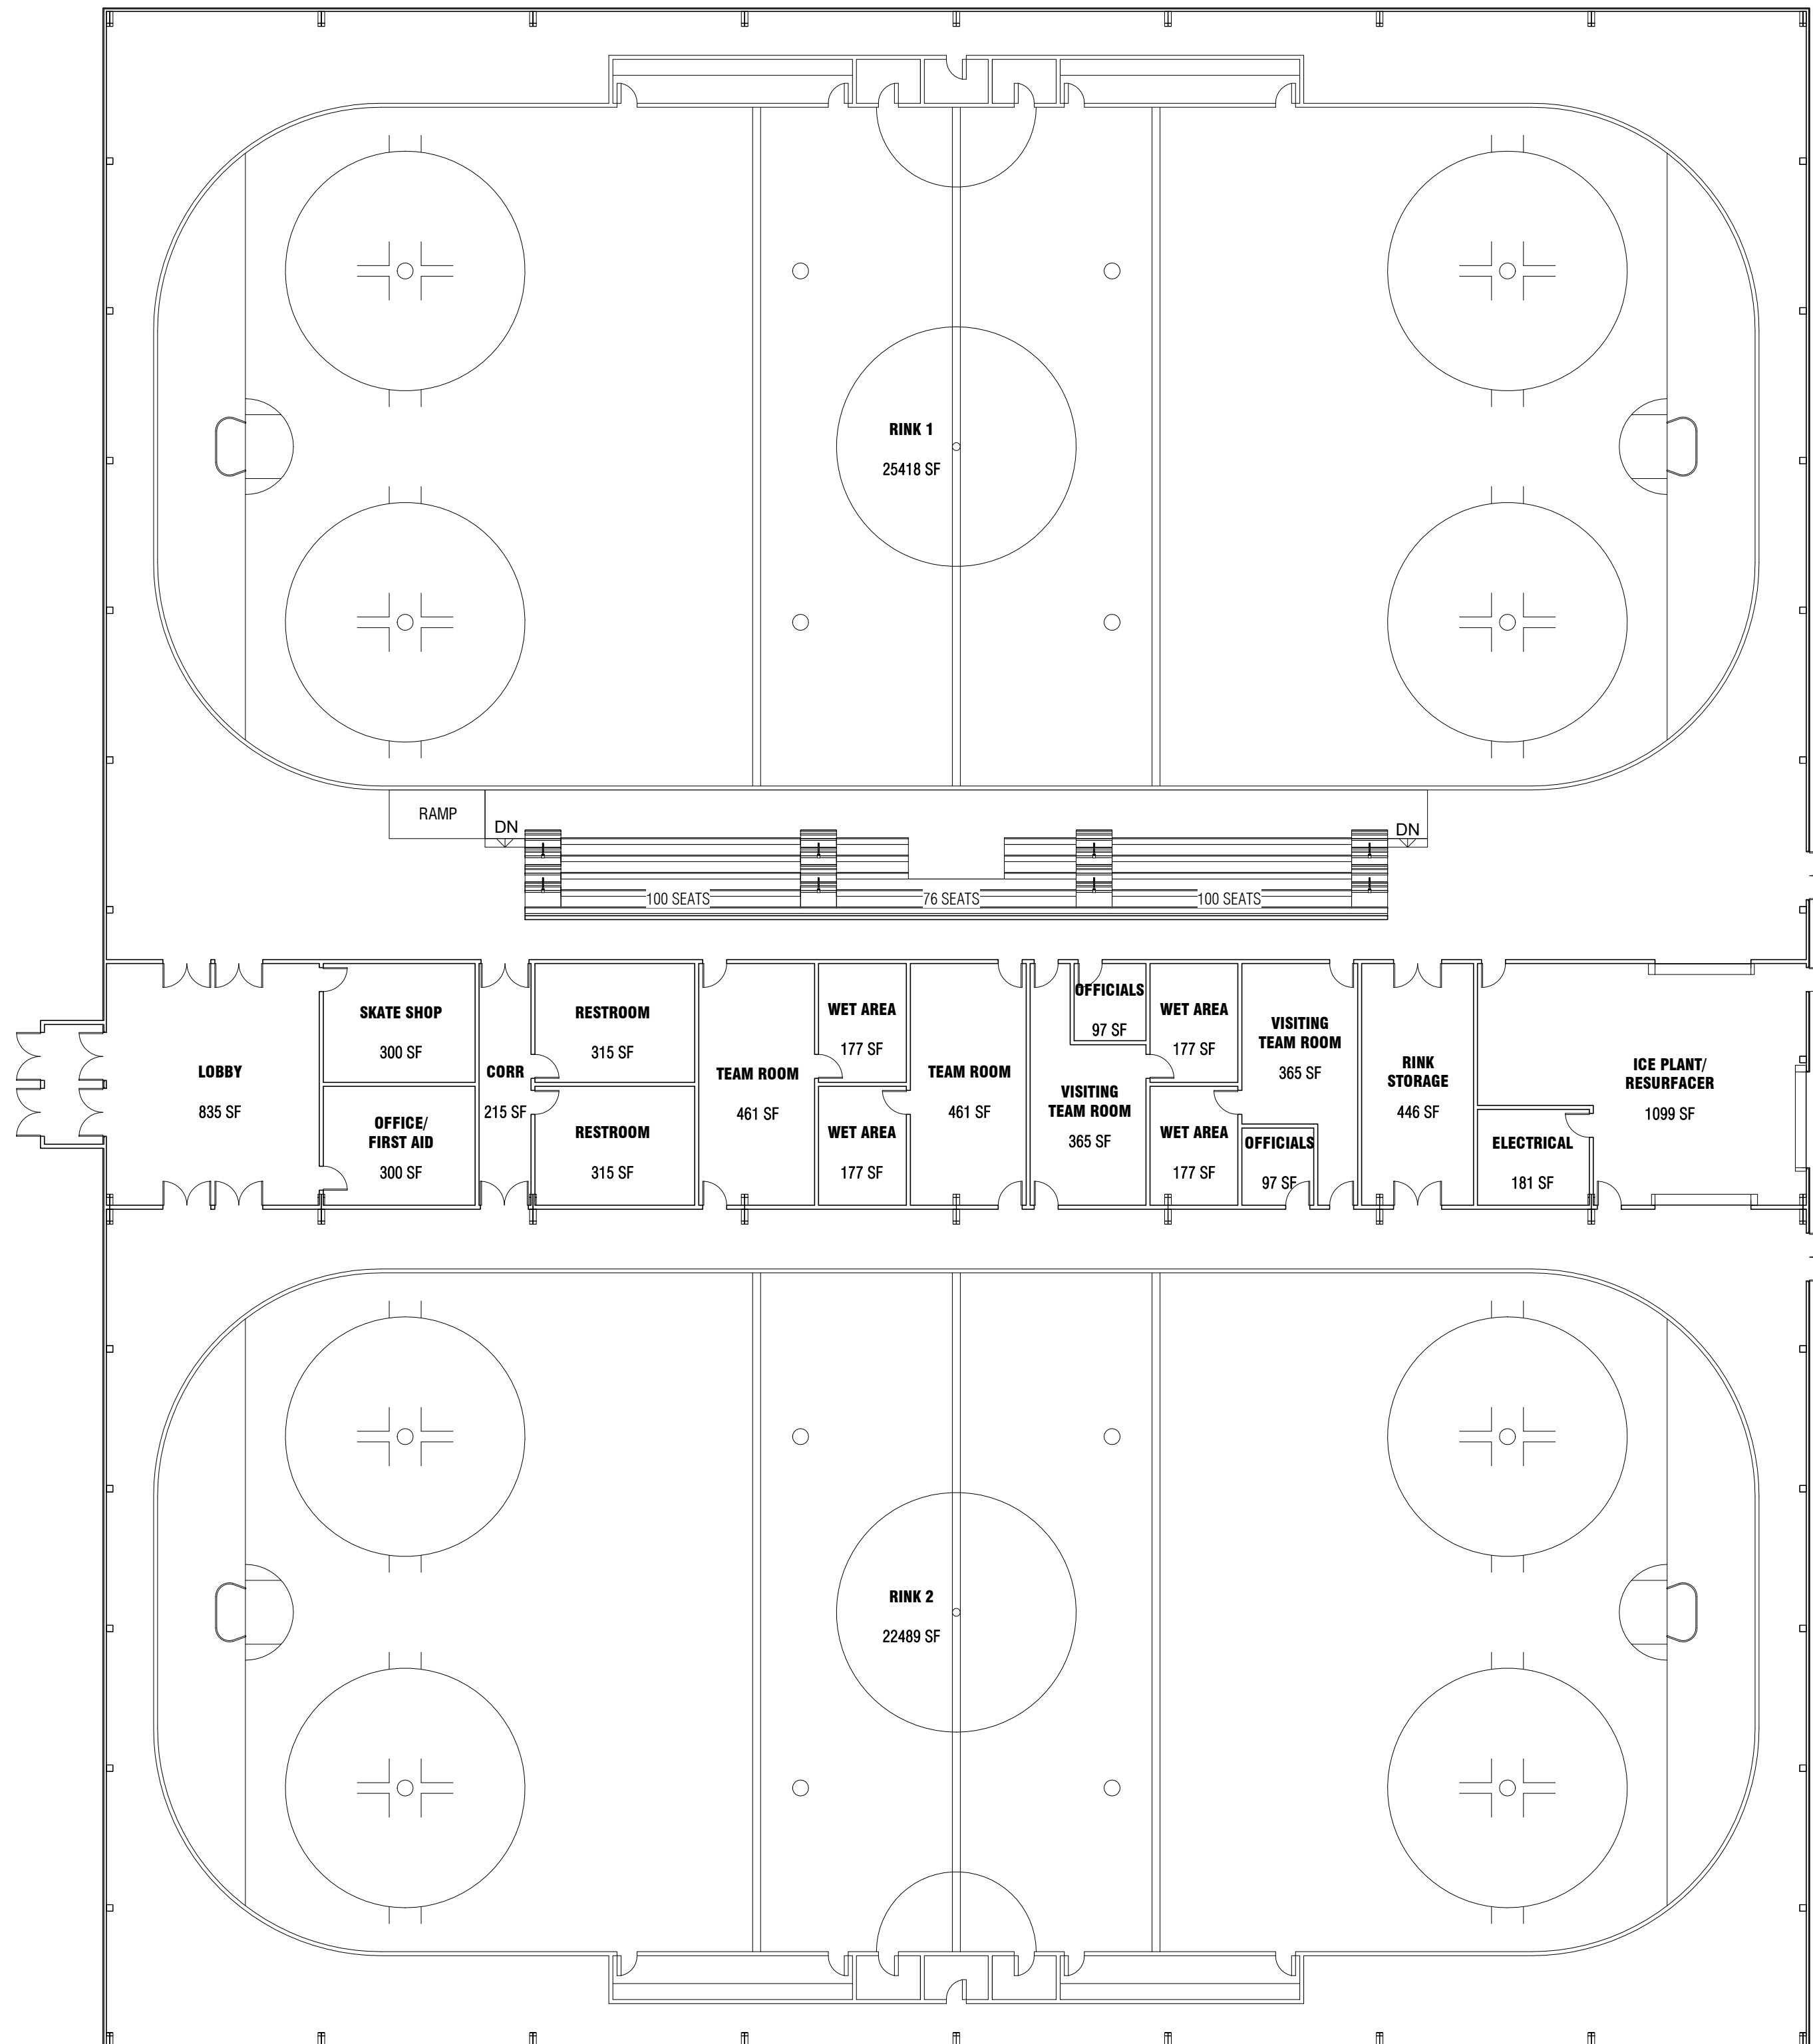 RINK 1
25418 SF
RAMP
DN
DN
100 SEATS
76 SEATS
100 SEATS
LOBBY
835 SF
SKATE SHOP
300 SF
OFFICE/
FIRST AID
300 SF
CORR
215 SF
RESTROOM
315 SF
RESTROOM
315 SF
TEAM ROOM
461 SF
WET AREA
177 SF
WET AREA
177 SF
TEAM ROOM
461 SF
OFFICIALS
97 SF
VISITING
TEAM ROOM
365 SF
WET AREA
177 SF
WET AREA
177 SF
VISITING
TEAM ROOM
365 SF
OFFICIALS
97 SF
RINK
STORAGE
446 SF
ICE PLANT/
RESURFACER
1099 SF
ELECTRICAL
181 SF
RINK 2
22489 SF